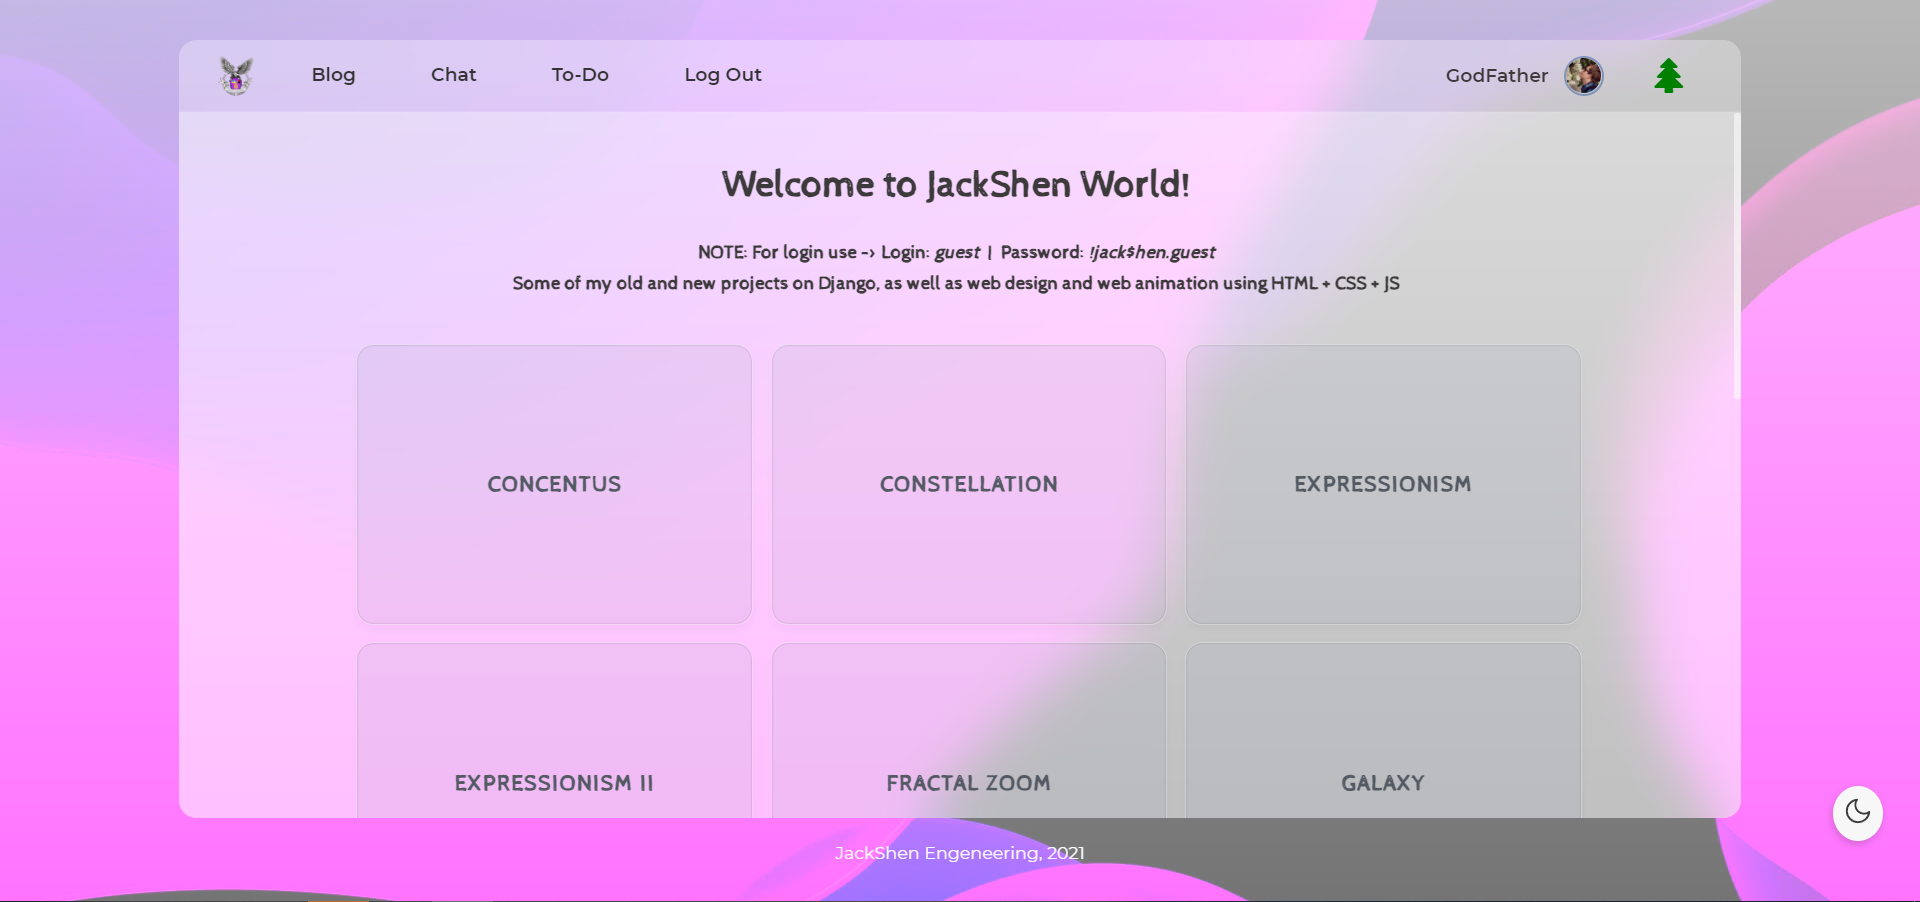 Blog Chat To-Do Log Out GodFather
Welcome to JackShen World!
NOTE: For login use -> Login: guest | Password: !jack$hen.guest
Some of my old and new projects on Django, as well as web design and web animation using HTML + CSS + JS
CONCENTUS CONSTELLATION EXPRESSIONISM
EXPRESSIONISM II FRACTAL ZOOM GALAXY
JackShen Engeneering, 2021